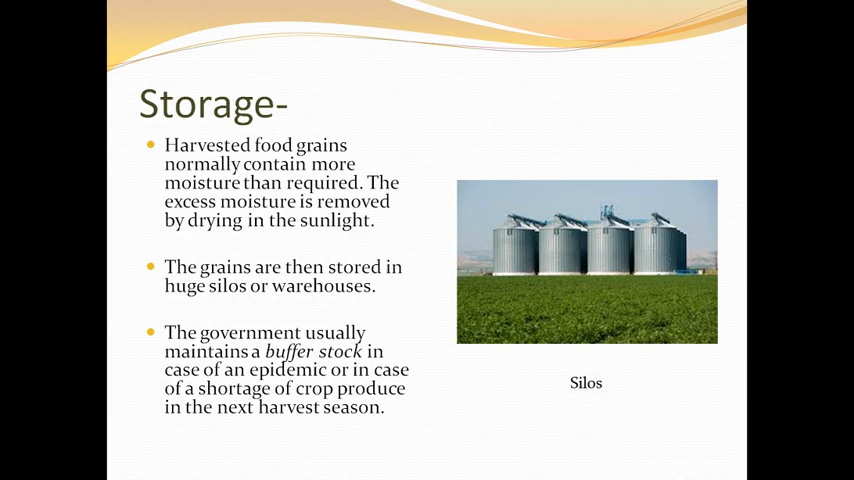 Storage-
Harvested food grains
normally contain more
moisture than required. The
excess moisture is removed
by drying in the sunlight.
The grains are then stored in
huge silos or warehouses.
The government usually
maintains a buffer stock in
case of an epidemic or in case
of a shortage of crop produce
in the next harvest season.
Silos